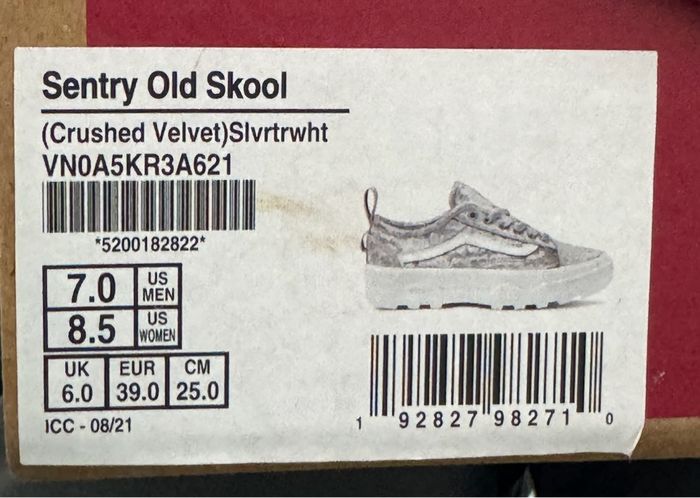 Sentry Old Skool
(Crushed Velvet)Slvrtrwht
VN0A5KR3A621
*5200182822*
7.0 US MEN
8.5 US WOMEN
UK EUR CM
6.0 39.0 25.0
ICC - 08/21
1 92827 98271 0